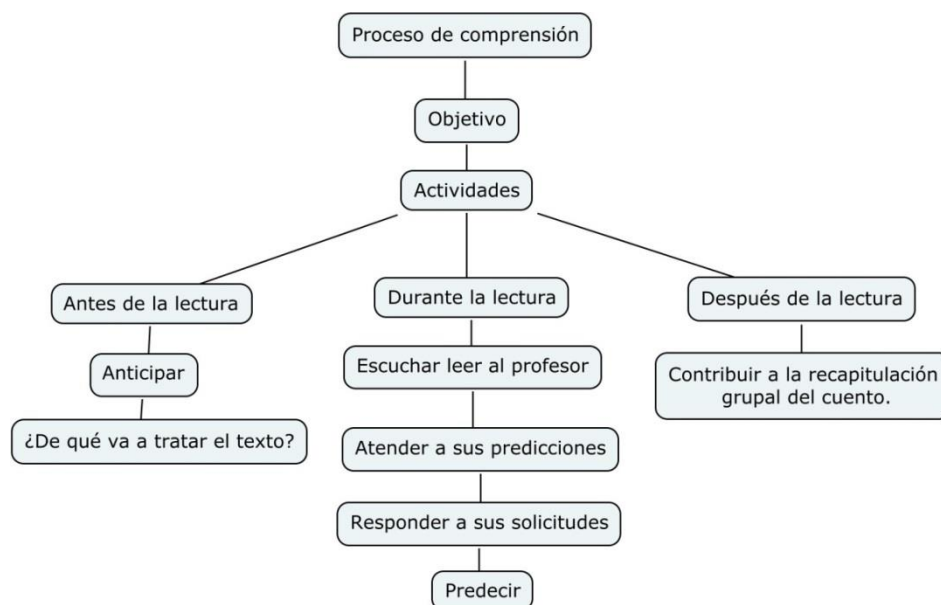 Proceso de comprensión
Objetivo
Actividades
Antes de la lectura
Anticipar
¿De qué va a tratar el texto?
Durante la lectura
Escuchar leer al profesor
Atender a sus predicciones
Responder a sus solicitudes
Predecir
Después de la lectura
Contribuir a la recapitulación
grupal del cuento.